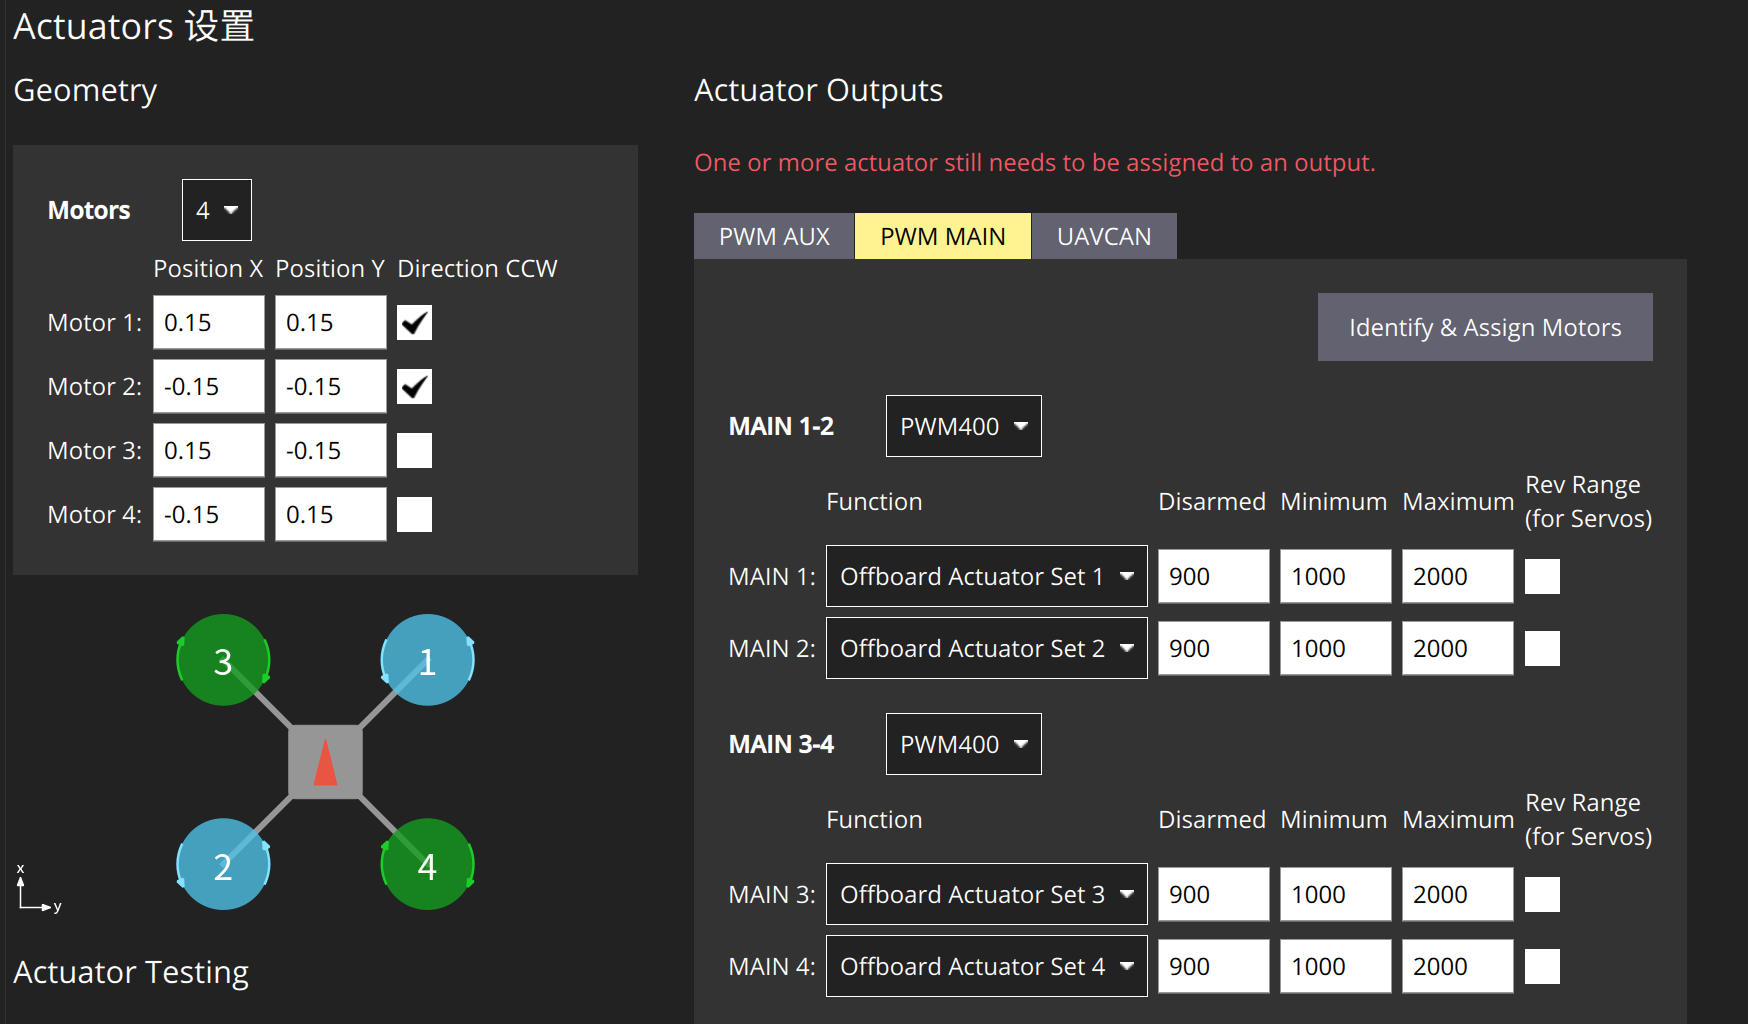 Actuators 设置
Geometry
Motors 4
Position X Position Y Direction CCW
Motor 1: 0.15 0.15
Motor 2: -0.15 -0.15
Motor 3: 0.15 -0.15
Motor 4: -0.15 0.15
3 1
2 4
x
y
Actuator Testing
Actuator Outputs
One or more actuator still needs to be assigned to an output.
PWM AUX PWM MAIN UAVCAN
Identify & Assign Motors
MAIN 1-2 PWM400
Function Disarmed Minimum Maximum Rev Range
(for Servos)
MAIN 1: Offboard Actuator Set 1 900 1000 2000
MAIN 2: Offboard Actuator Set 2 900 1000 2000
MAIN 3-4 PWM400
Function Disarmed Minimum Maximum Rev Range
(for Servos)
MAIN 3: Offboard Actuator Set 3 900 1000 2000
MAIN 4: Offboard Actuator Set 4 900 1000 2000